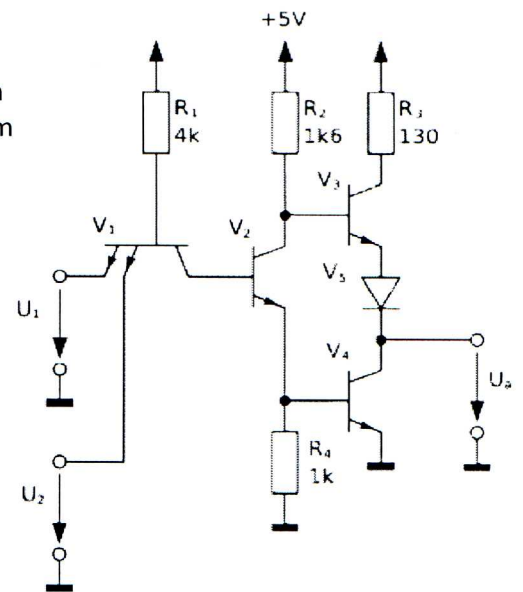 +5V
R₁
4k
R₂
1k6
R₃
130
V₃
V₁
V₂
V₅
U₁
V₄
Uₐ
R₄
1k
U₂